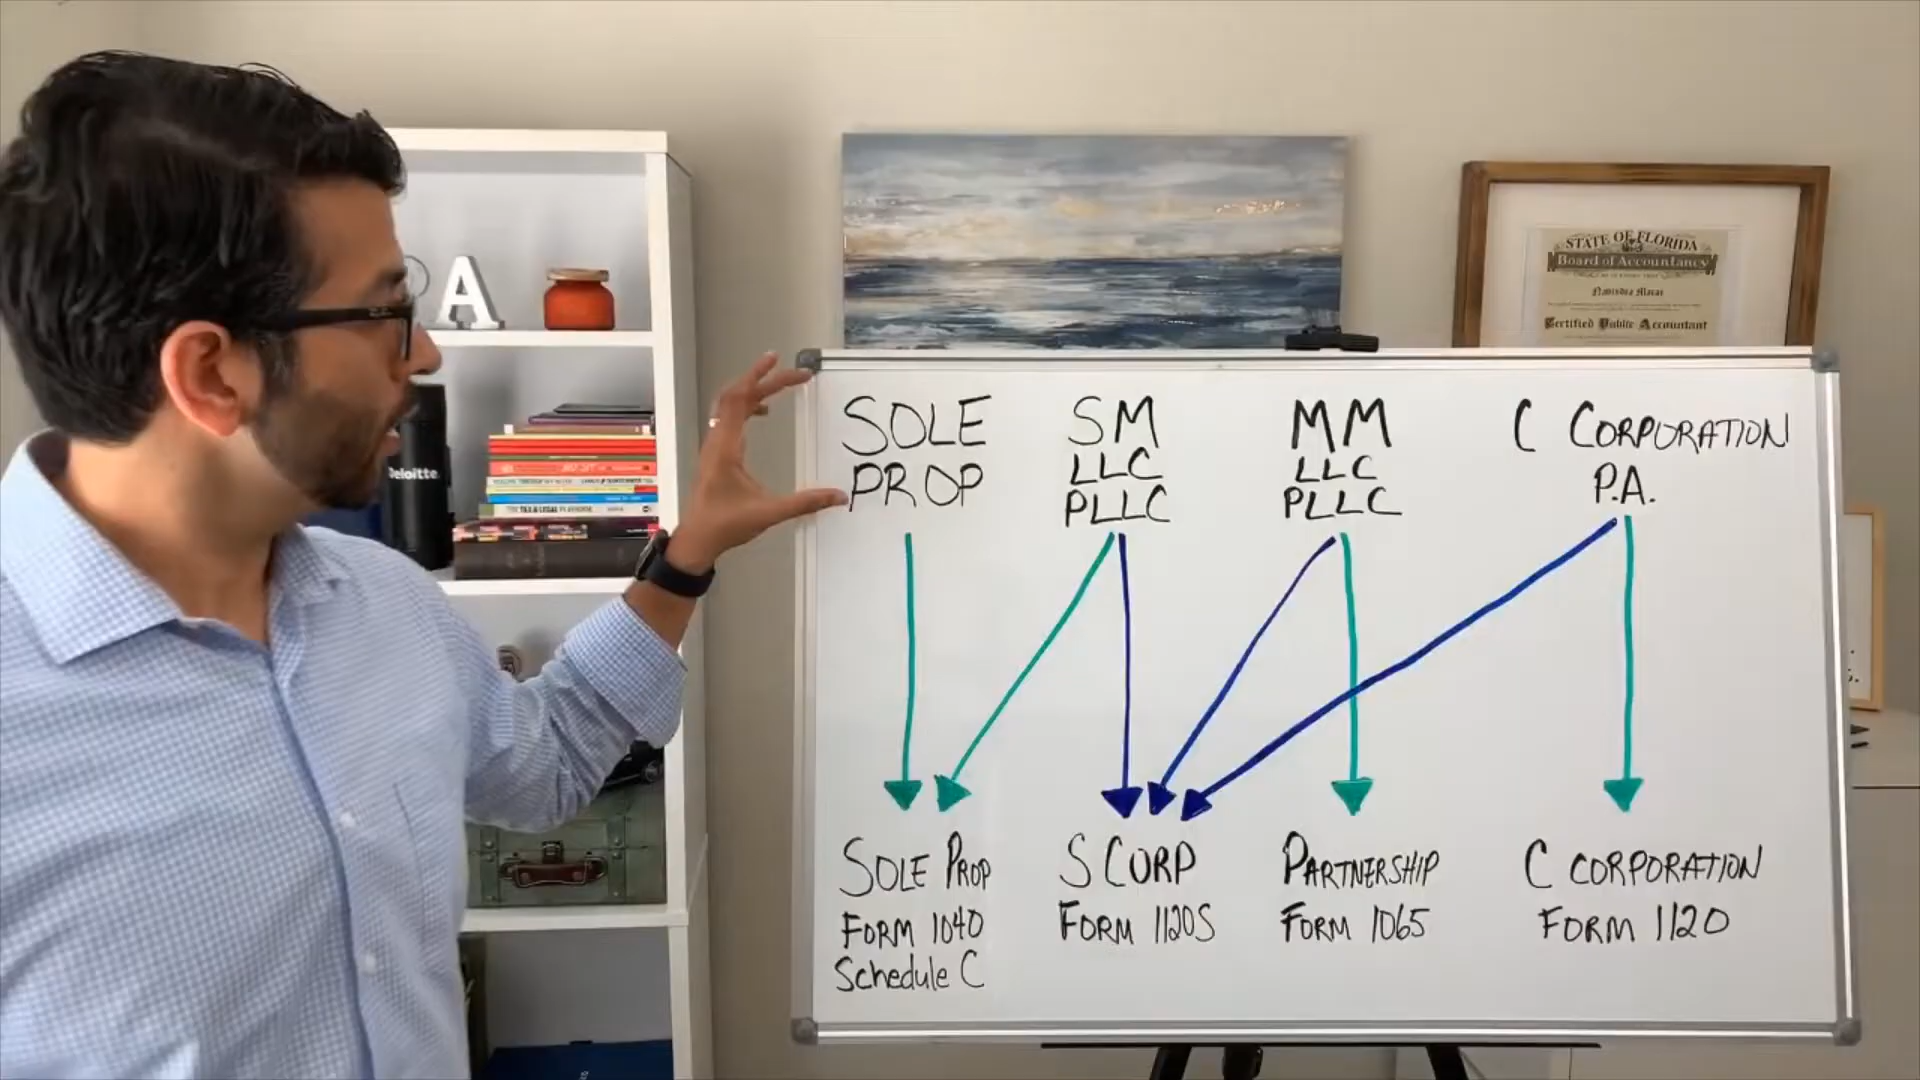 STATE OF FLORIDA
Board of Accountancy
Certified Public Accountant
A
Deloitte.
SOLE
PROP
SM
LLC
PLLC
MM
LLC
PLLC
C CORPORATION
P.A.
SOLE PROP
FORM 1040
Schedule C
S CORP
FORM 1120S
PARTNERSHIP
FORM 1065
C CORPORATION
FORM 1120